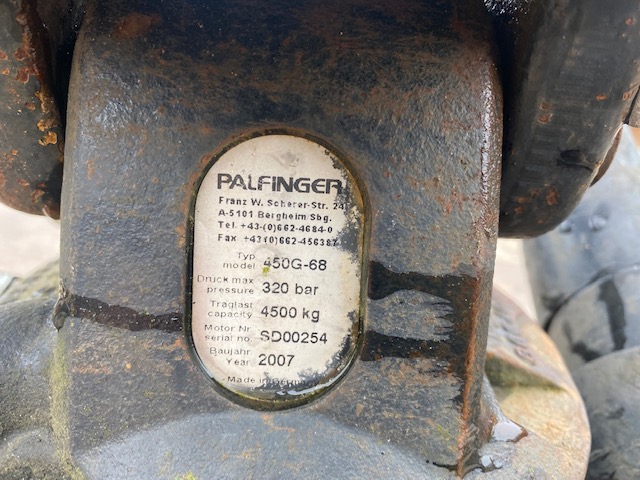 PALFINGER
Franz W. Scherer-Str. 24
A-5101 Bergheim Sbg.
Tel. +43-(0)662-4684-0
Fax +43(0)662-456387
Typ
model 450G-68
Druck max
pressure 320 bar
Traglast
capacity 4500 kg
Motor Nr.
serial no. SD00254
Baujahr
Year 2007
Made in